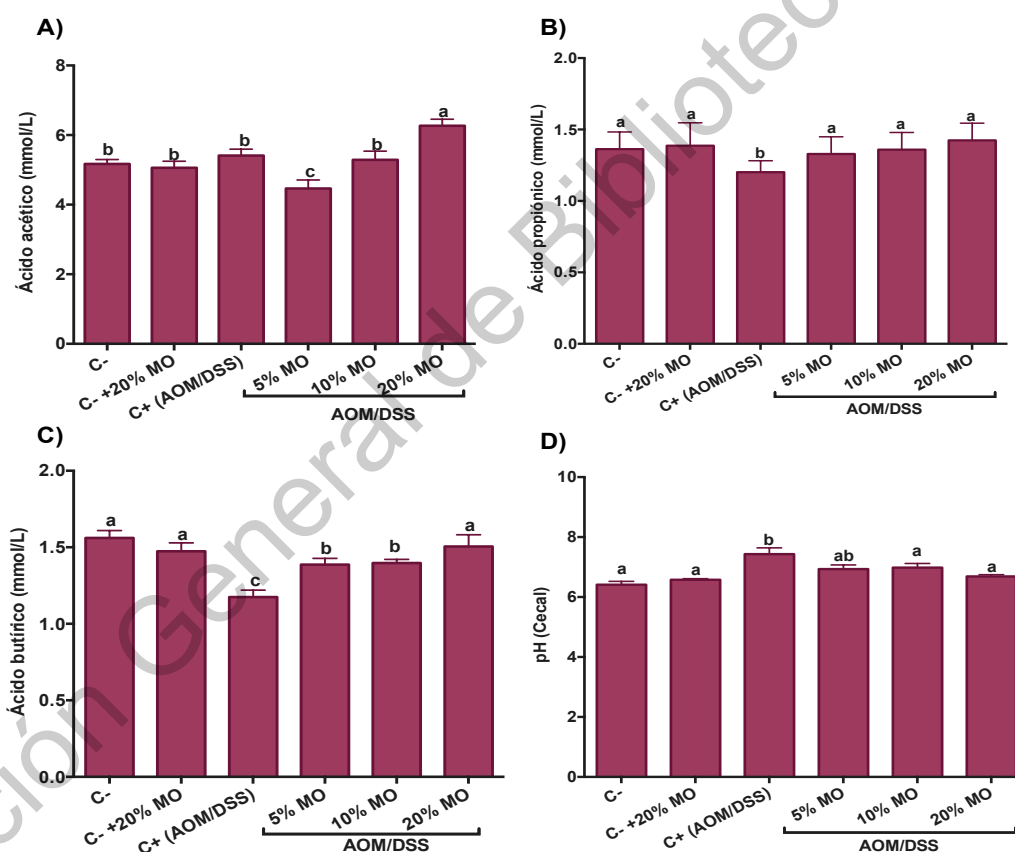 A)
Ácido acético (mmol/L)
8
6
4
2
0
b
b
b
c
b
a
C-
C- +20% MO
C+ (AOM/DSS)
5% MO
10% MO
20% MO
AOM/DSS
B)
Ácido propiónico (mmol/L)
2.0
1.5
1.0
0.5
0.0
a
a
b
a
a
a
C-
C- +20% MO
C+ (AOM/DSS)
5% MO
10% MO
20% MO
AOM/DSS
C)
Ácido butírico (mmol/L)
2.0
1.5
1.0
0.5
0.0
a
a
c
b
b
a
C-
C- +20% MO
C+ (AOM/DSS)
5% MO
10% MO
20% MO
AOM/DSS
D)
pH (Cecal)
10
8
6
4
2
0
a
a
b
ab
a
a
C-
C- +20% MO
C+ (AOM/DSS)
5% MO
10% MO
20% MO
AOM/DSS
ción General de Bibliotec